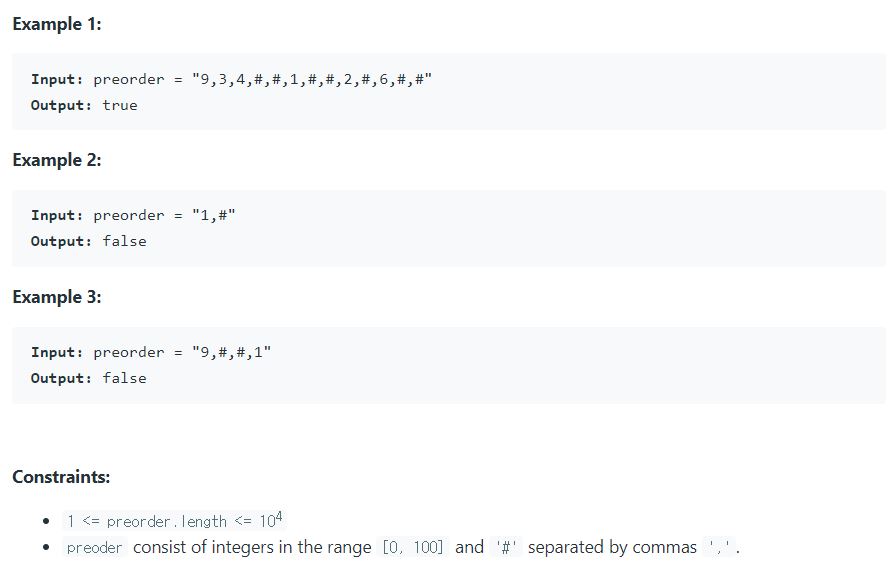 Example 1:
Input: preorder = "9,3,4,#,#,1,#,#,2,#,6,#,#"
Output: true
Example 2:
Input: preorder = "1,#"
Output: false
Example 3:
Input: preorder = "9,#,#,1"
Output: false
Constraints:
• 1 <= preorder.length <= 10⁴
• preoder consist of integers in the range [0, 100] and '#' separated by commas ','.